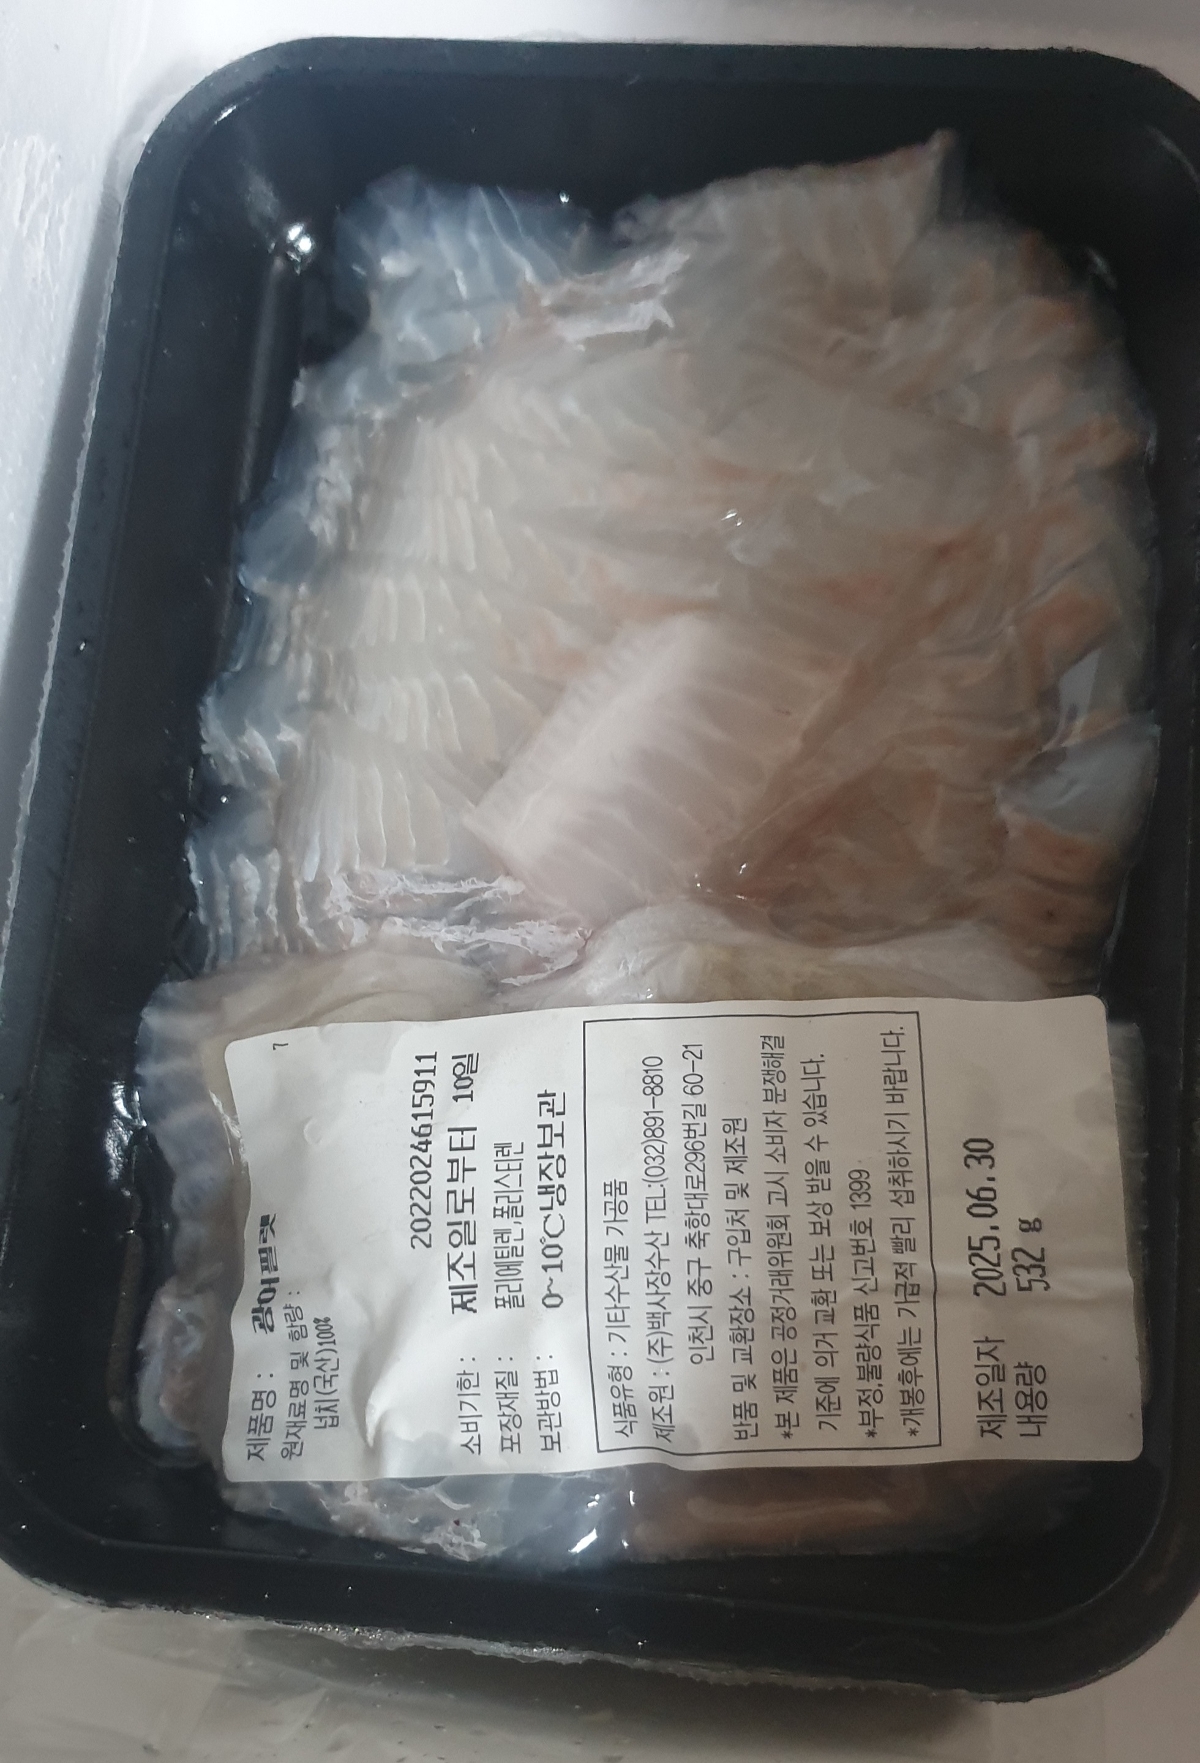 7
제품명 : 광어필렛
원재료명 및 함량 :
넙치(국산)100%
2022024615911
소비기한 : 제조일로부터 10일
포장재질 : 폴리에틸렌,폴리스티렌
보관방법 : 0~10℃냉장보관
식품유형 : 기타수산물 가공품
제조원 : (주)백사장수산 TEL:(032)891-8810
인천시 중구 축항대로296번길 60-21
반품 및 교환장소 : 구입처 및 제조원
*본 제품은 공정거래위원회 고시 소비자 분쟁해결
기준에 의거 교환 또는 보상 받을 수 있습니다.
*부정,불량식품 신고번호 1399
*개봉후에는 기급적 빨리 섭취하시기 바랍니다.
제조일자 2025.06.30
내용량 532 g